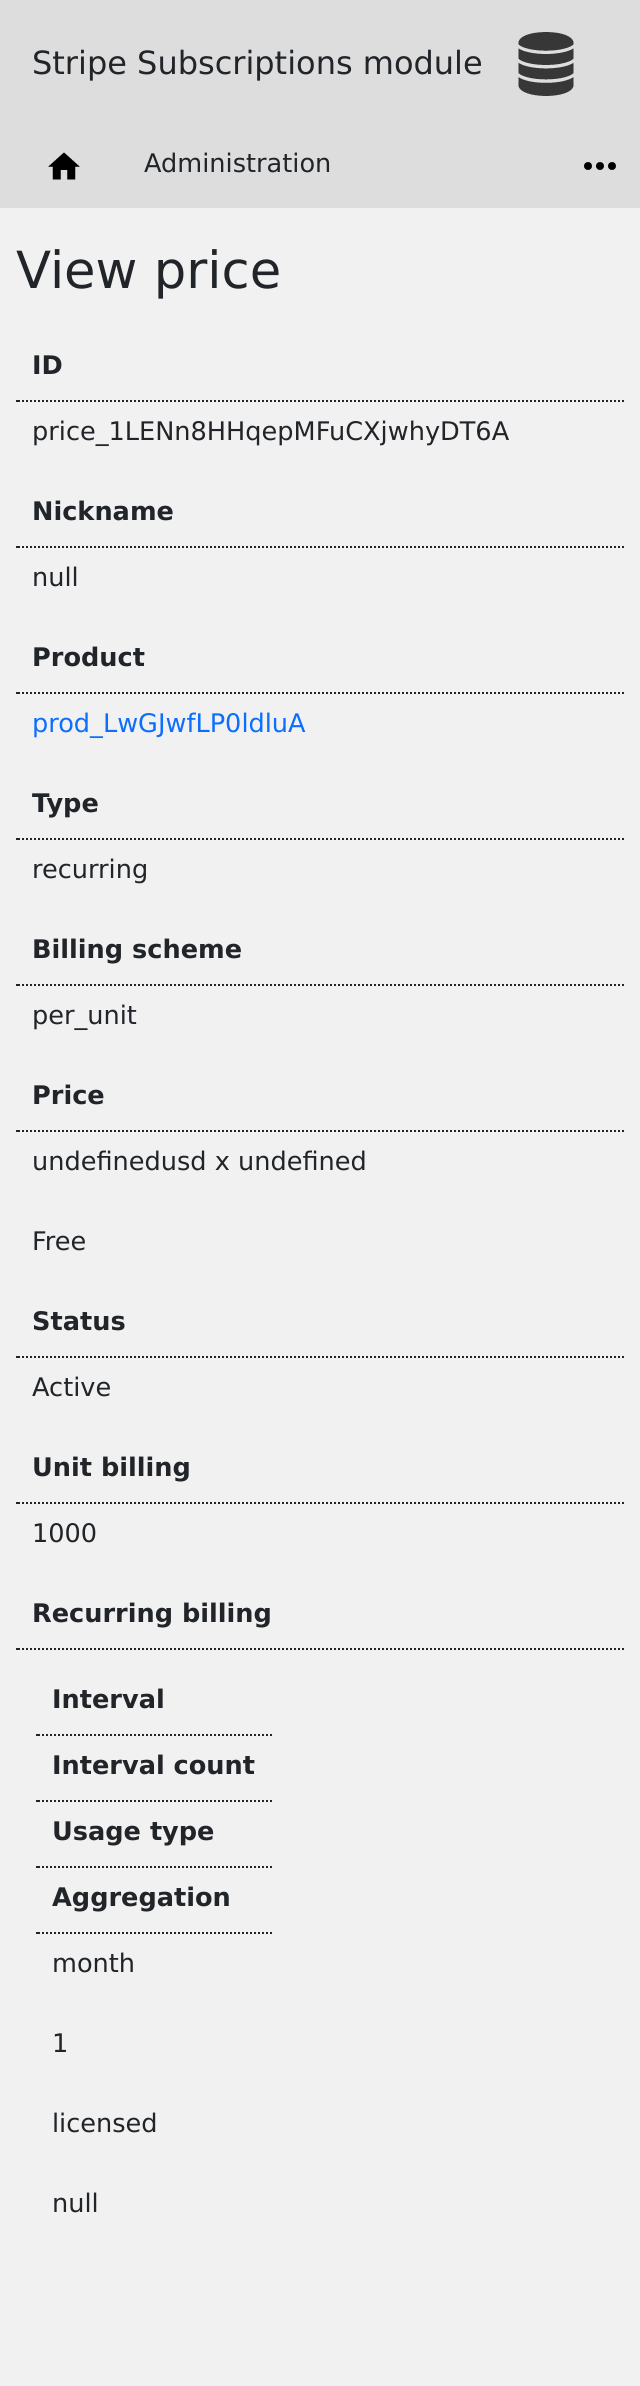 Stripe Subscriptions module
Administration
View price
ID
price_1LENn8HHqepMFuCXjwhyDT6A
Nickname
null
Product
prod_LwGJwfLP0ldluA
Type
recurring
Billing scheme
per_unit
Price
undefinedusd x undefined
Free
Status
Active
Unit billing
1000
Recurring billing
Interval
Interval count
Usage type
Aggregation
month
1
licensed
null